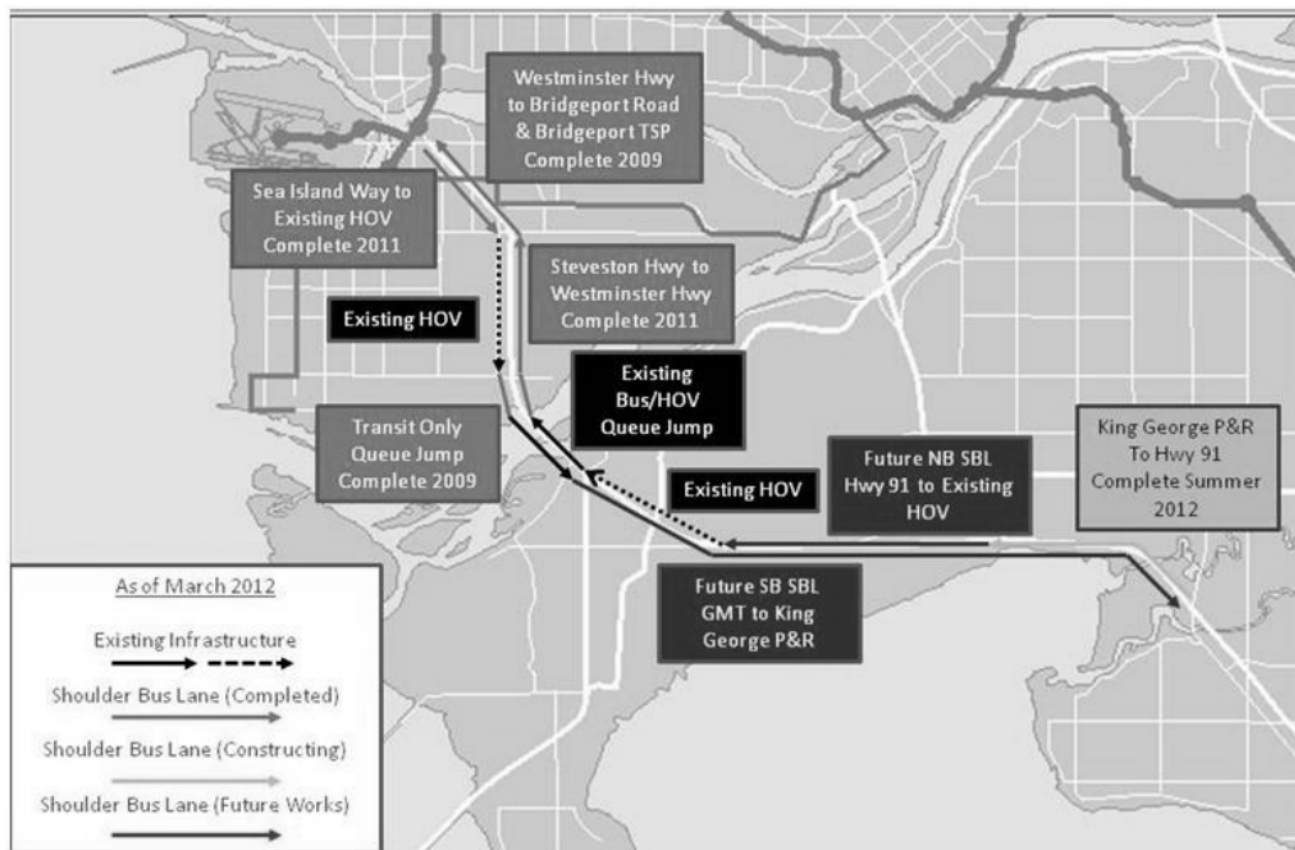 Westminster Hwy
to Bridgeport Road
& Bridgeport TSP
Complete 2009
Sea Island Way to
Existing HOV
Complete 2011
Steveston Hwy to
Westminster Hwy
Complete 2011
Existing HOV
Existing
Bus/HOV
Queue Jump
Transit Only
Queue Jump
Complete 2009
Existing HOV
Future NB SBL
Hwy 91 to Existing
HOV
King George P&R
To Hwy 91
Complete Summer
2012
Future SB SBL
GMT to King
George P&R
As of March 2012
Existing Infrastructure
Shoulder Bus Lane (Completed)
Shoulder Bus Lane (Constructing)
Shoulder Bus Lane (Future Works)